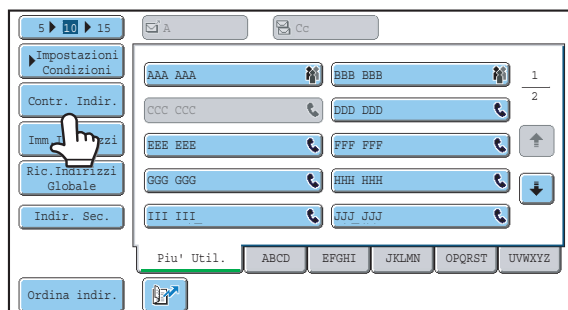 5 10 15
A
Cc
Impostazioni
Condizioni
Contr. Indir.
Ric.Indirizzi
Globale
Indir. Sec.
Ordina indir.
AAA AAA
BBB BBB
CCC CCC
DDD DDD
EEE EEE
FFF FFF
GGG GGG
HHH HHH
III III
JJJ JJJ
1
2
Piu' Util.
ABCD
EFGHI
JKLMN
OPQRST
UVWXYZ